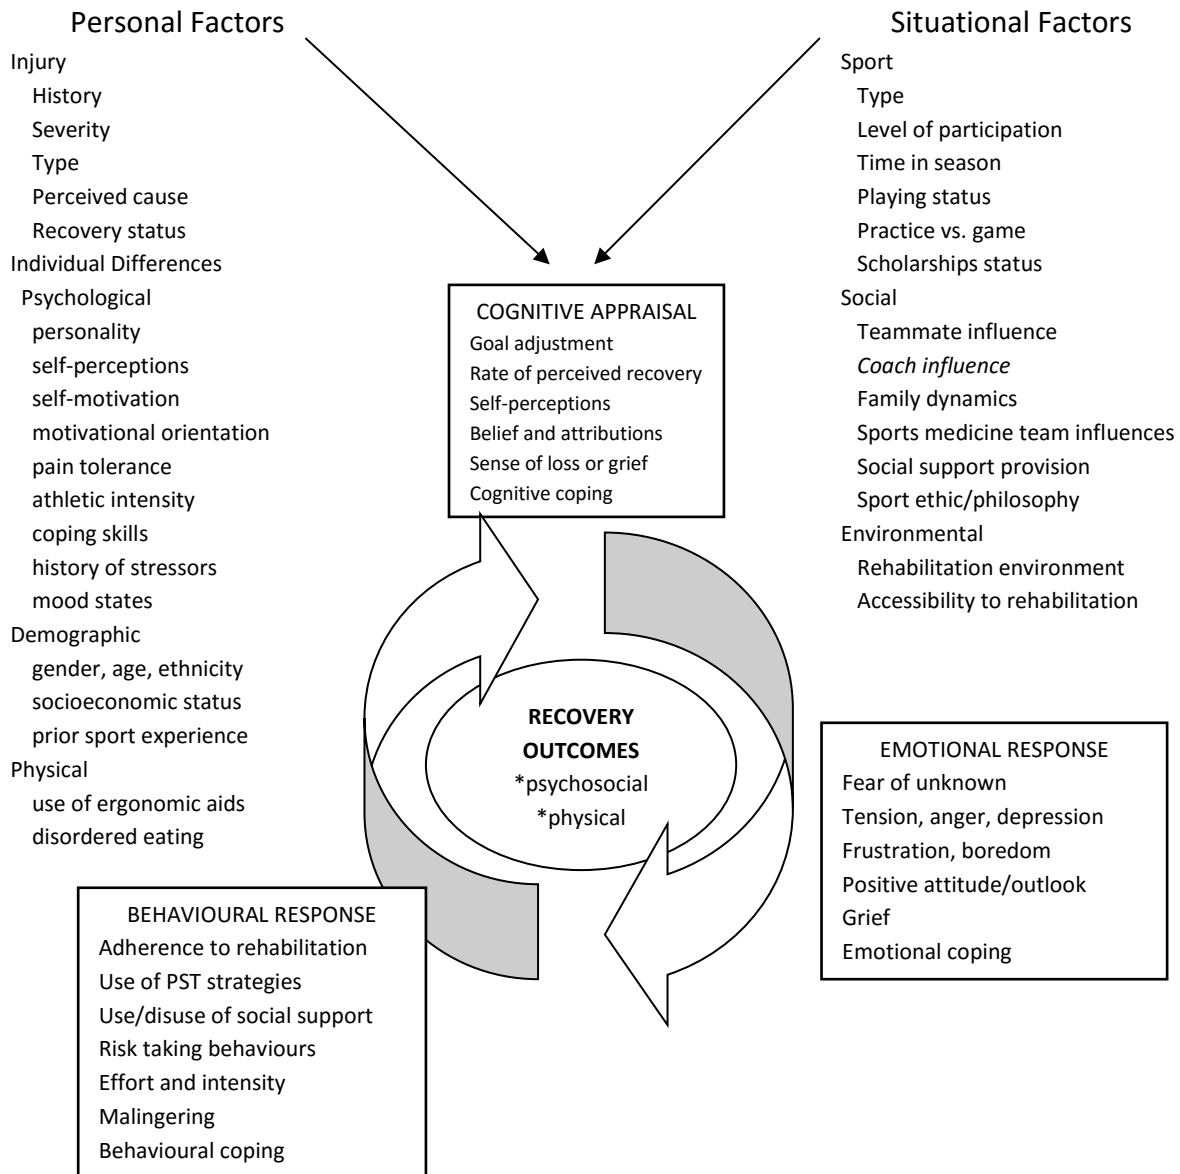 Personal Factors
Injury
History
Severity
Type
Perceived cause
Recovery status
Individual Differences
Psychological
personality
self-perceptions
self-motivation
motivational orientation
pain tolerance
athletic intensity
coping skills
history of stressors
mood states
Demographic
gender, age, ethnicity
socioeconomic status
prior sport experience
Physical
use of ergonomic aids
disordered eating
Situational Factors
Sport
Type
Level of participation
Time in season
Playing status
Practice vs. game
Scholarships status
Social
Teammate influence
Coach influence
Family dynamics
Sports medicine team influences
Social support provision
Sport ethic/philosophy
Environmental
Rehabilitation environment
Accessibility to rehabilitation
COGNITIVE APPRAISAL
Goal adjustment
Rate of perceived recovery
Self-perceptions
Belief and attributions
Sense of loss or grief
Cognitive coping
RECOVERY
OUTCOMES
*psychosocial
*physical
EMOTIONAL RESPONSE
Fear of unknown
Tension, anger, depression
Frustration, boredom
Positive attitude/outlook
Grief
Emotional coping
BEHAVIOURAL RESPONSE
Adherence to rehabilitation
Use of PST strategies
Use/disuse of social support
Risk taking behaviours
Effort and intensity
Malingering
Behavioural coping